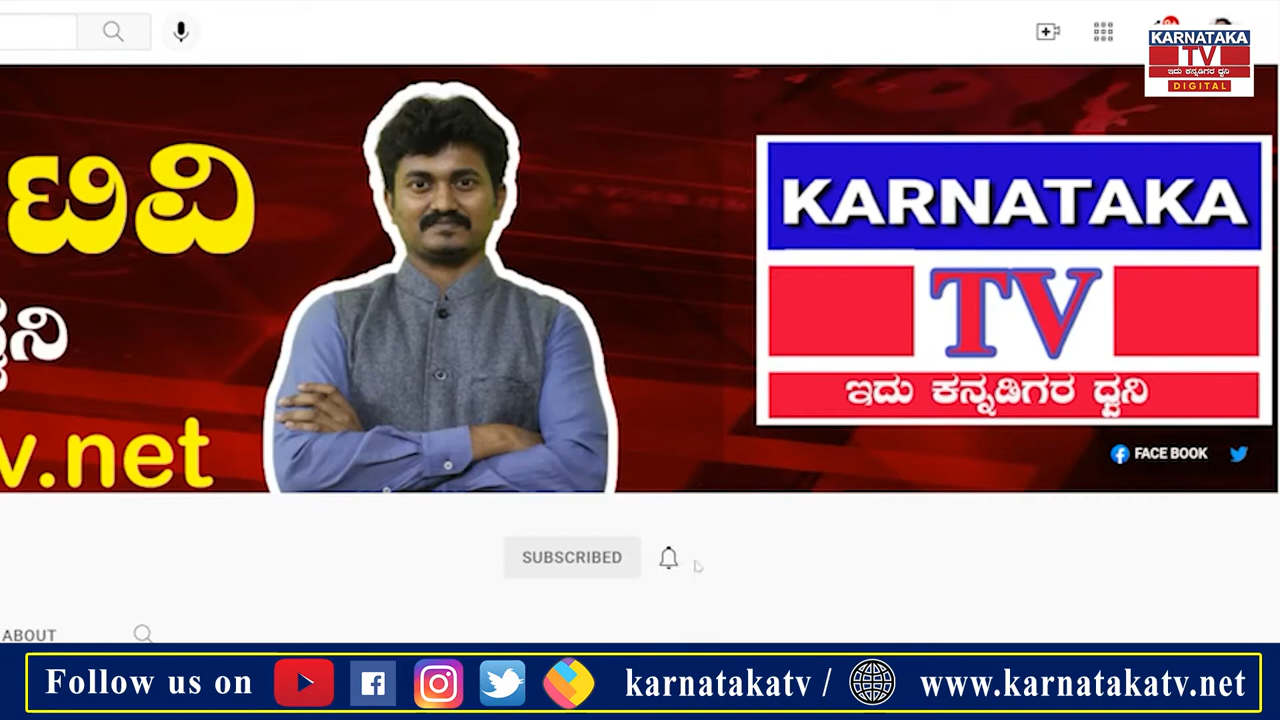 KARNATAKA
TV
ಇದು ಕನ್ನಡಿಗರ ಧ್ವನಿ
DIGITAL
ಟಿವಿ
KARNATAKA
TV
ಇದು ಕನ್ನಡಿಗರ ಧ್ವನಿ
v.net
FACE BOOK
SUBSCRIBED
ABOUT
Follow us on karnatakatv / www.karnatakatv.net